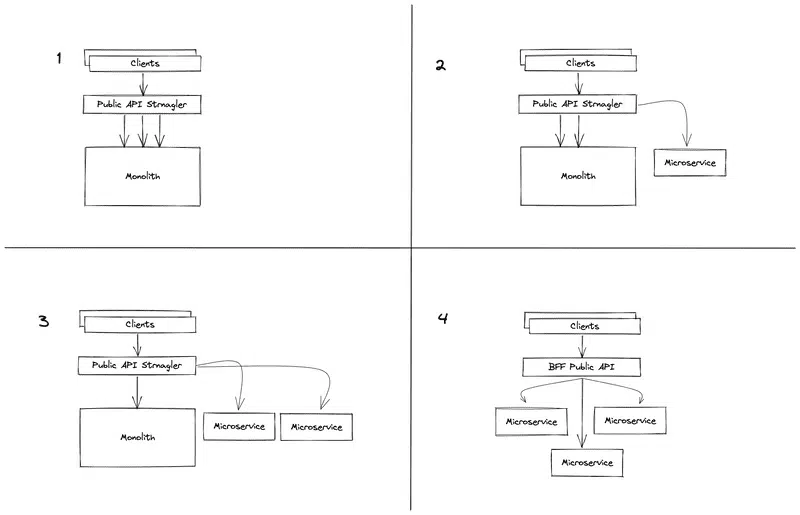 1
Clients
Public API Strnagler
Monolith
2
Clients
Public API Strnagler
Monolith
Microservice
3
Clients
Public API Strnagler
Monolith
Microservice
Microservice
4
Clients
BFF Public API
Microservice
Microservice
Microservice